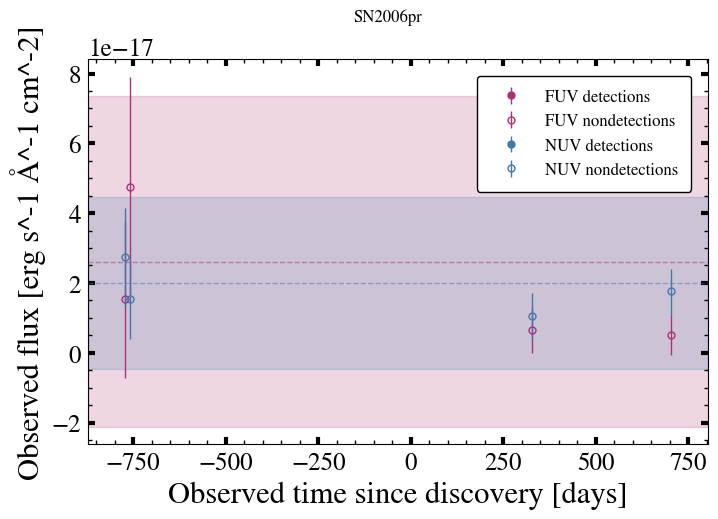 SN2006pr
1e−17
8
6
4
2
0
−2
Observed flux [erg s^-1 Å^-1 cm^-2]
FUV detections
FUV nondetections
NUV detections
NUV nondetections
−750 −500 −250 0 250 500 750
Observed time since discovery [days]